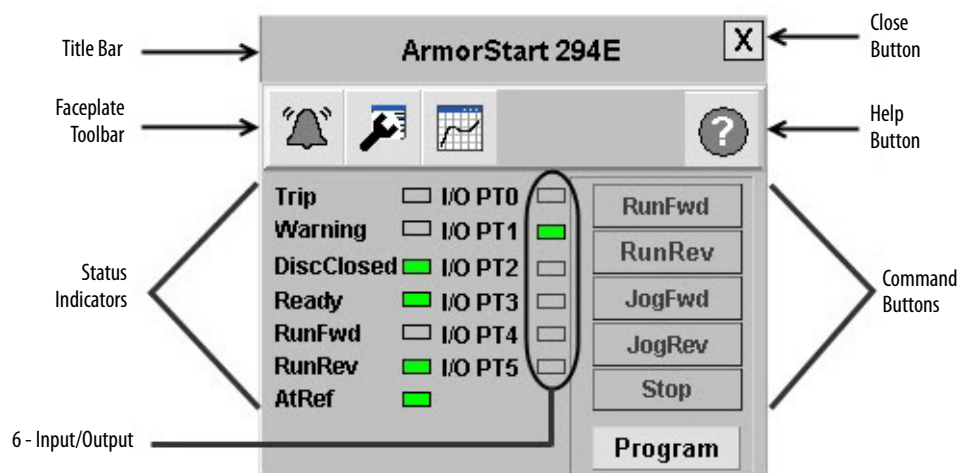 Title Bar
ArmorStart 294E
X
Close
Button
Faceplate
Toolbar
?
Help
Button
Status
Indicators
Trip
Warning
DiscClosed
Ready
RunFwd
RunRev
AtRef
I/O PT0
I/O PT1
I/O PT2
I/O PT3
I/O PT4
I/O PT5
RunFwd
RunRev
JogFwd
JogRev
Stop
Program
Command
Buttons
6 - Input/Output